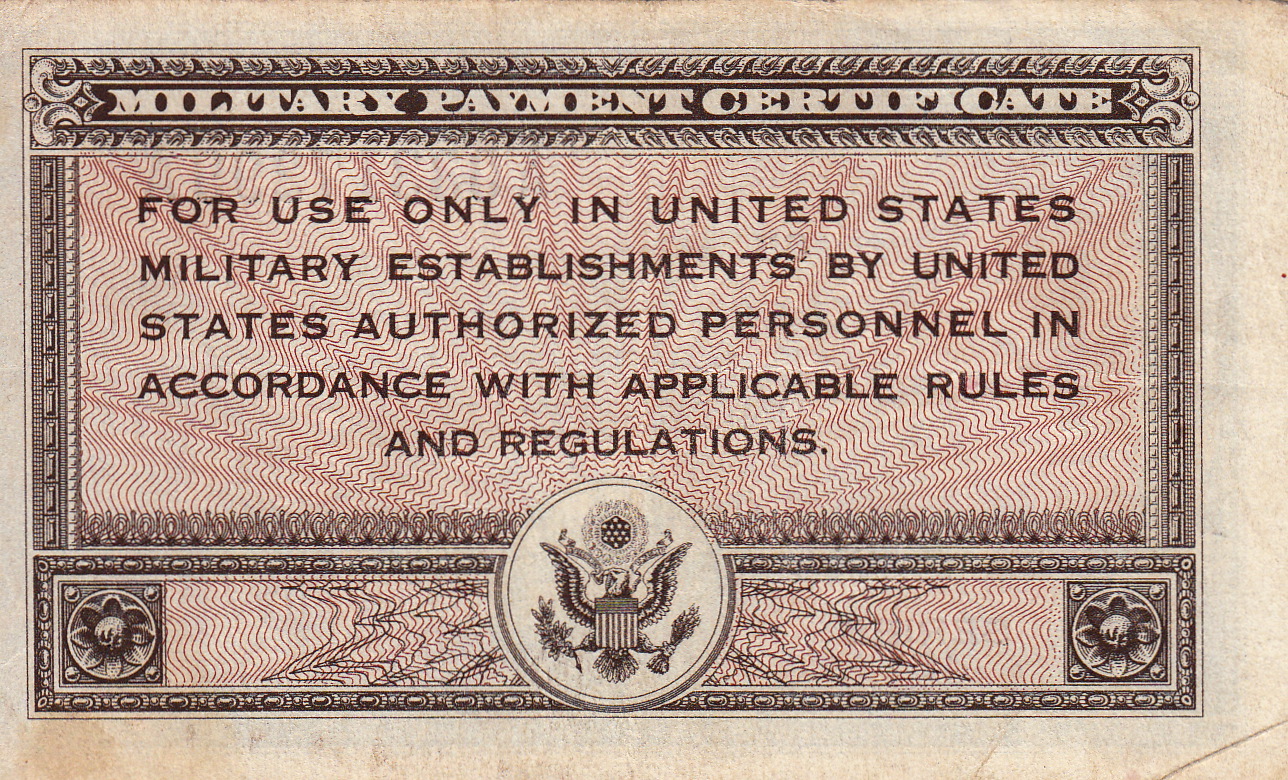 MILITARY PAYMENT CERTIFICATE
FOR USE ONLY IN UNITED STATES
MILITARY ESTABLISHMENTS BY UNITED
STATES AUTHORIZED PERSONNEL IN
ACCORDANCE WITH APPLICABLE RULES
AND REGULATIONS.